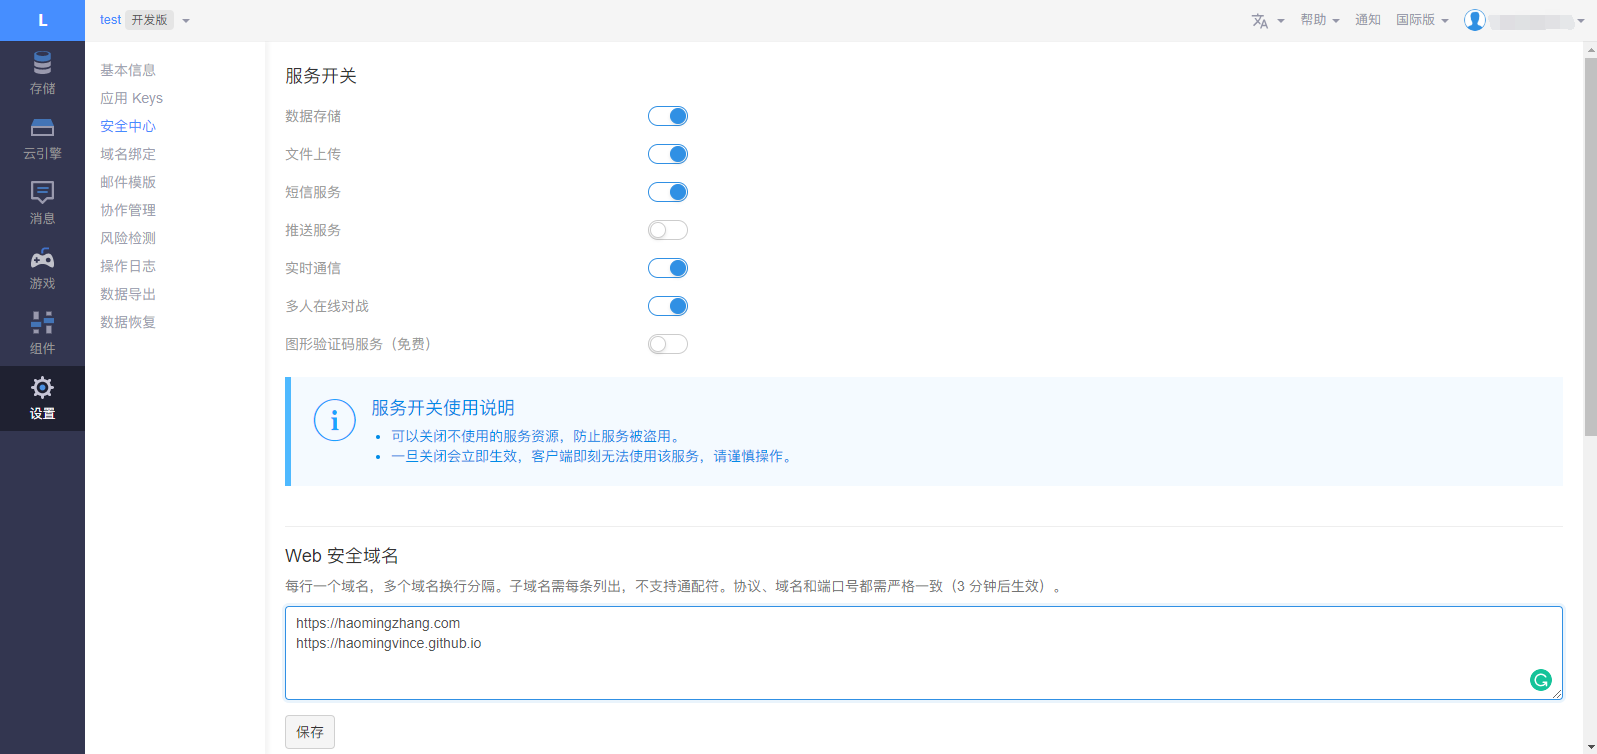 L
test 开发版
帮助
通知
国际版
存储
云引擎
消息
游戏
组件
设置
基本信息
应用 Keys
安全中心
域名绑定
邮件模版
协作管理
风险检测
操作日志
数据导出
数据恢复
服务开关
数据存储
文件上传
短信服务
推送服务
实时通信
多人在线对战
图形验证码服务（免费）
服务开关使用说明
可以关闭不使用的服务资源，防止服务被盗用。
一旦关闭会立即生效，客户端即刻无法使用该服务，请谨慎操作。
Web 安全域名
每行一个域名，多个域名换行分隔。子域名需每条列出，不支持通配符。协议、域名和端口号都需严格一致（3 分钟后生效）。
https://haomingzhang.com
https://haomingvince.github.io
保存